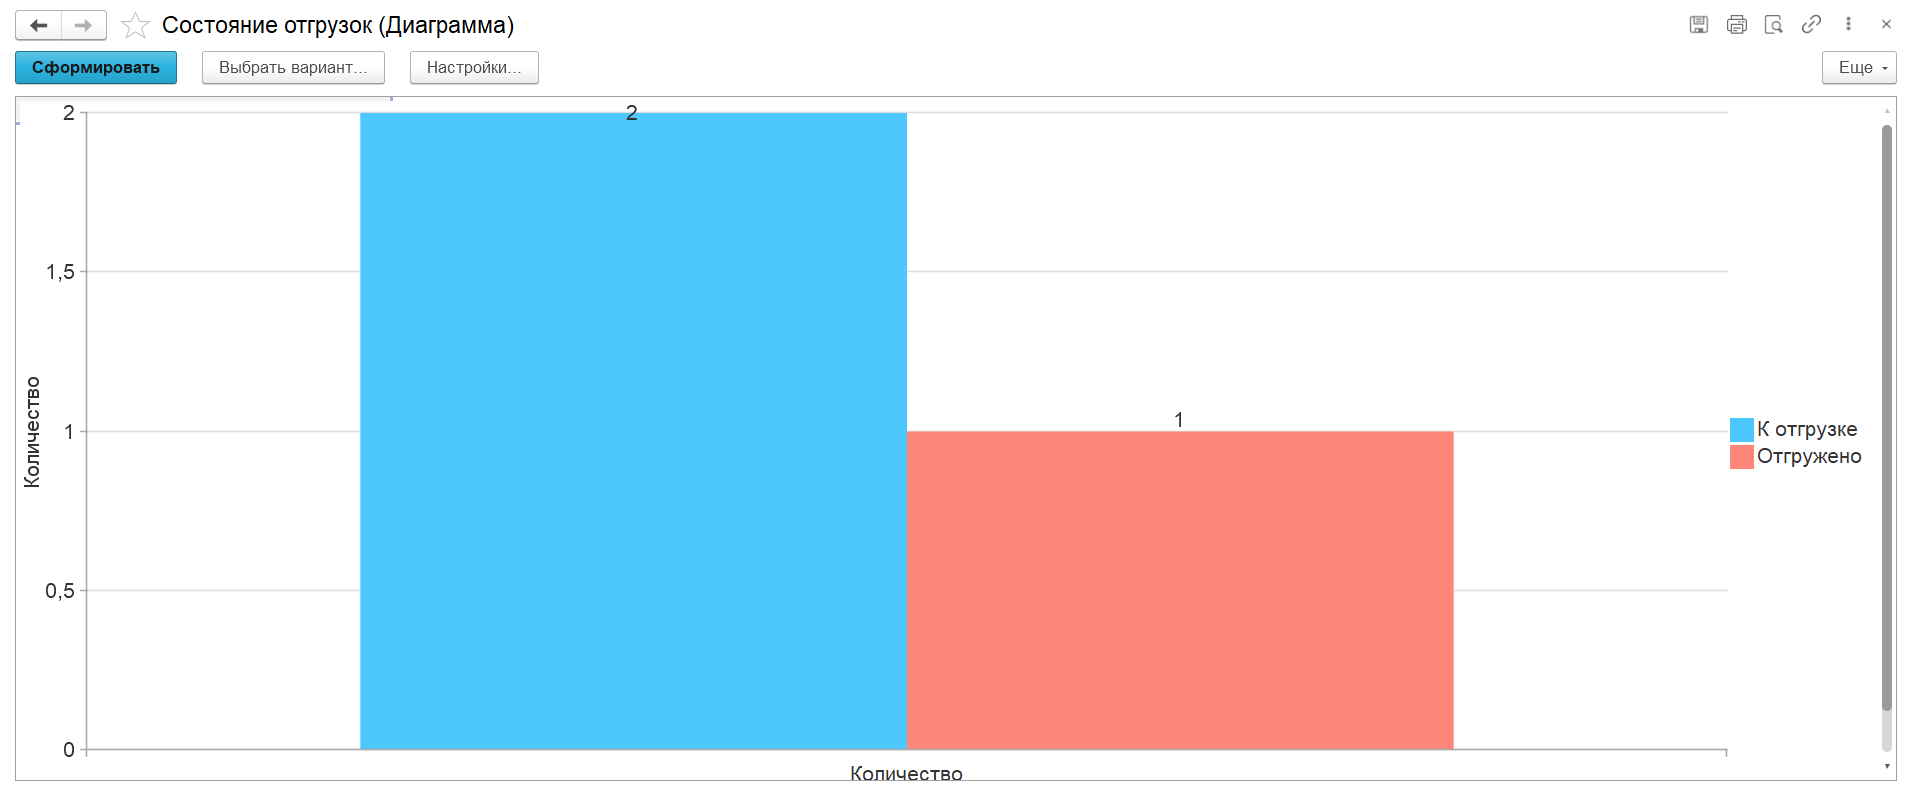 Состояние отгрузок (Диаграмма)
Сформировать
Выбрать вариант...
Настройки...
Еще
2
2
1,5
1
1
0,5
0
Количество
Количество
К отгрузке
Отгружено